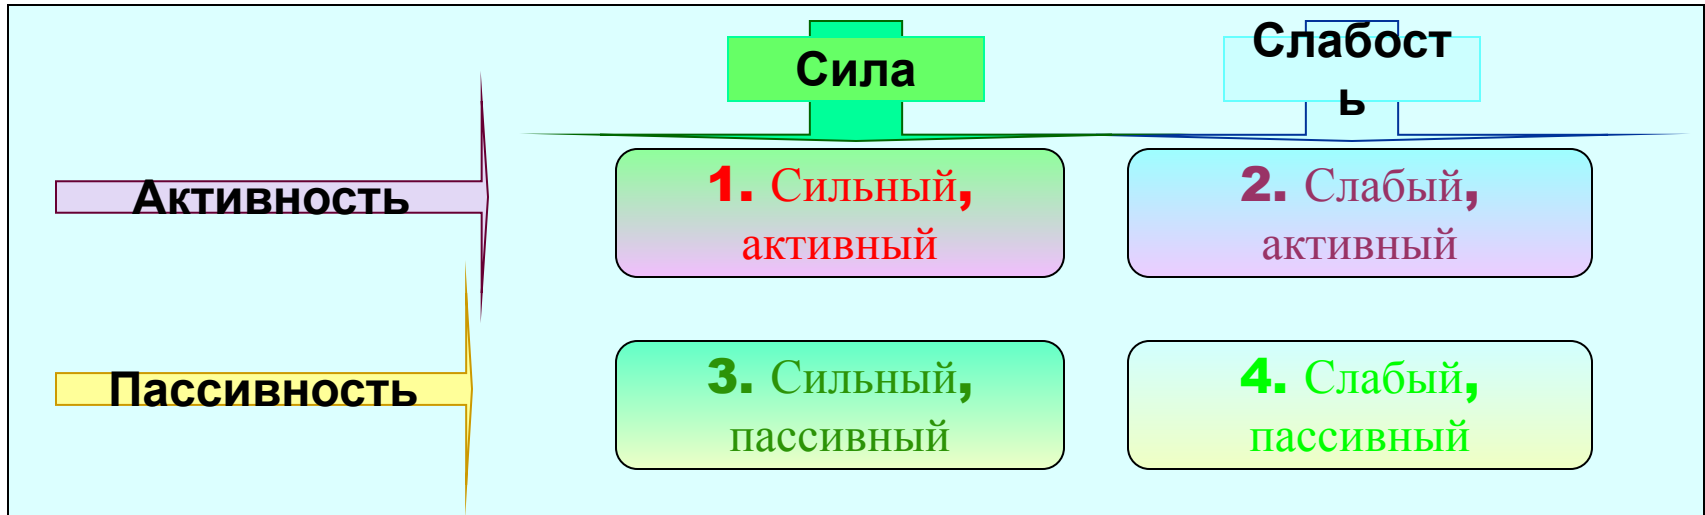 Сила
Слабост
ь
Активность
1. Сильный,
активный
2. Слабый,
активный
Пассивность
3. Сильный,
пассивный
4. Слабый,
пассивный